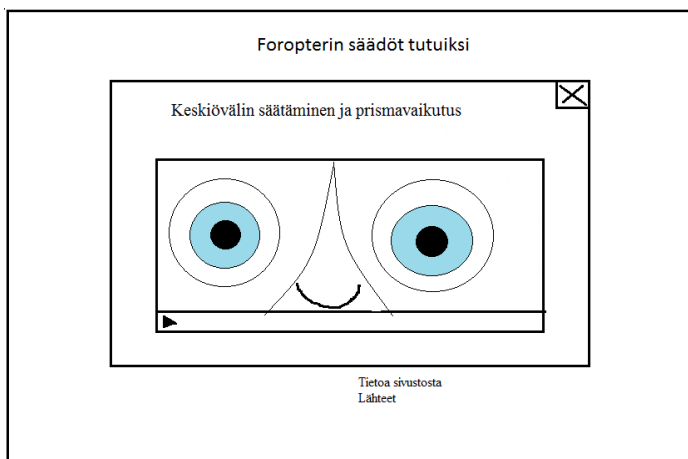 Foropterin säädöt tutuiksi
Keskiövälin säätäminen ja prismavaikutus
Tietoa sivustosta
Lähteet